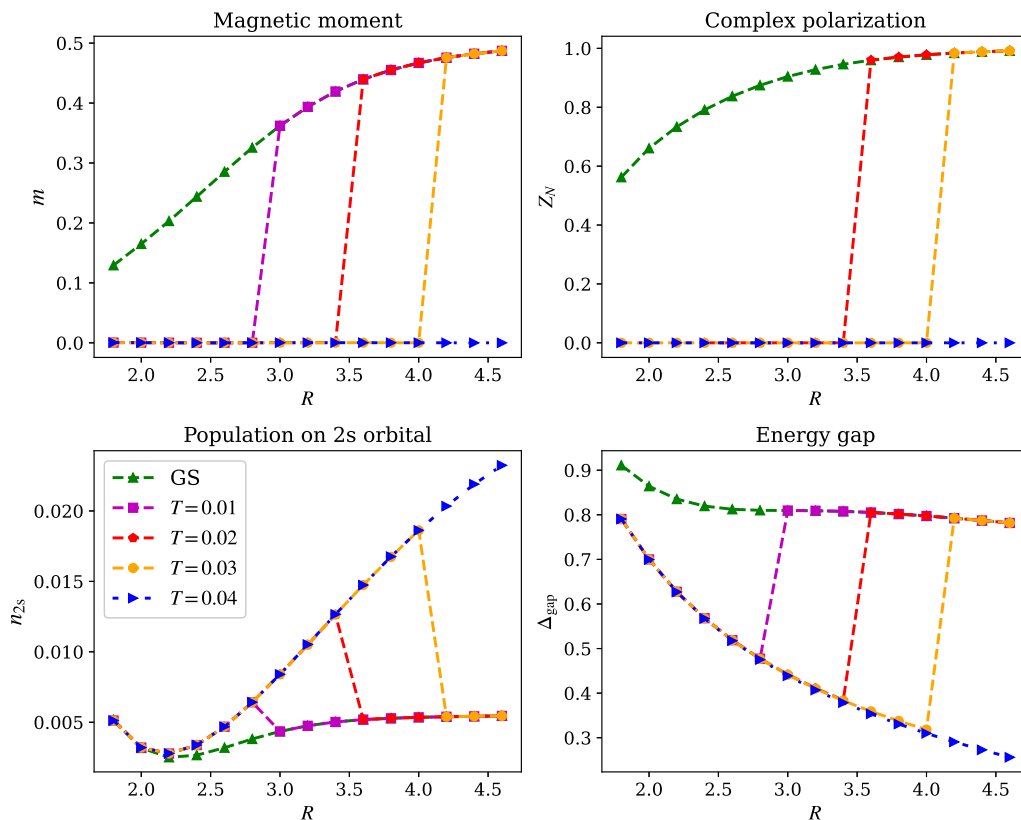 Magnetic moment
0.5
0.4
0.3
0.2
0.1
0.0
m
2.0 2.5 3.0 3.5 4.0 4.5
R
Complex polarization
1.0
0.8
0.6
0.4
0.2
0.0
Z_N
2.0 2.5 3.0 3.5 4.0 4.5
R
Population on 2s orbital
0.020
0.015
0.010
0.005
n_2s
GS
T = 0.01
T = 0.02
T = 0.03
T = 0.04
2.0 2.5 3.0 3.5 4.0 4.5
R
Energy gap
0.9
0.8
0.7
0.6
0.5
0.4
0.3
Δ_gap
2.0 2.5 3.0 3.5 4.0 4.5
R